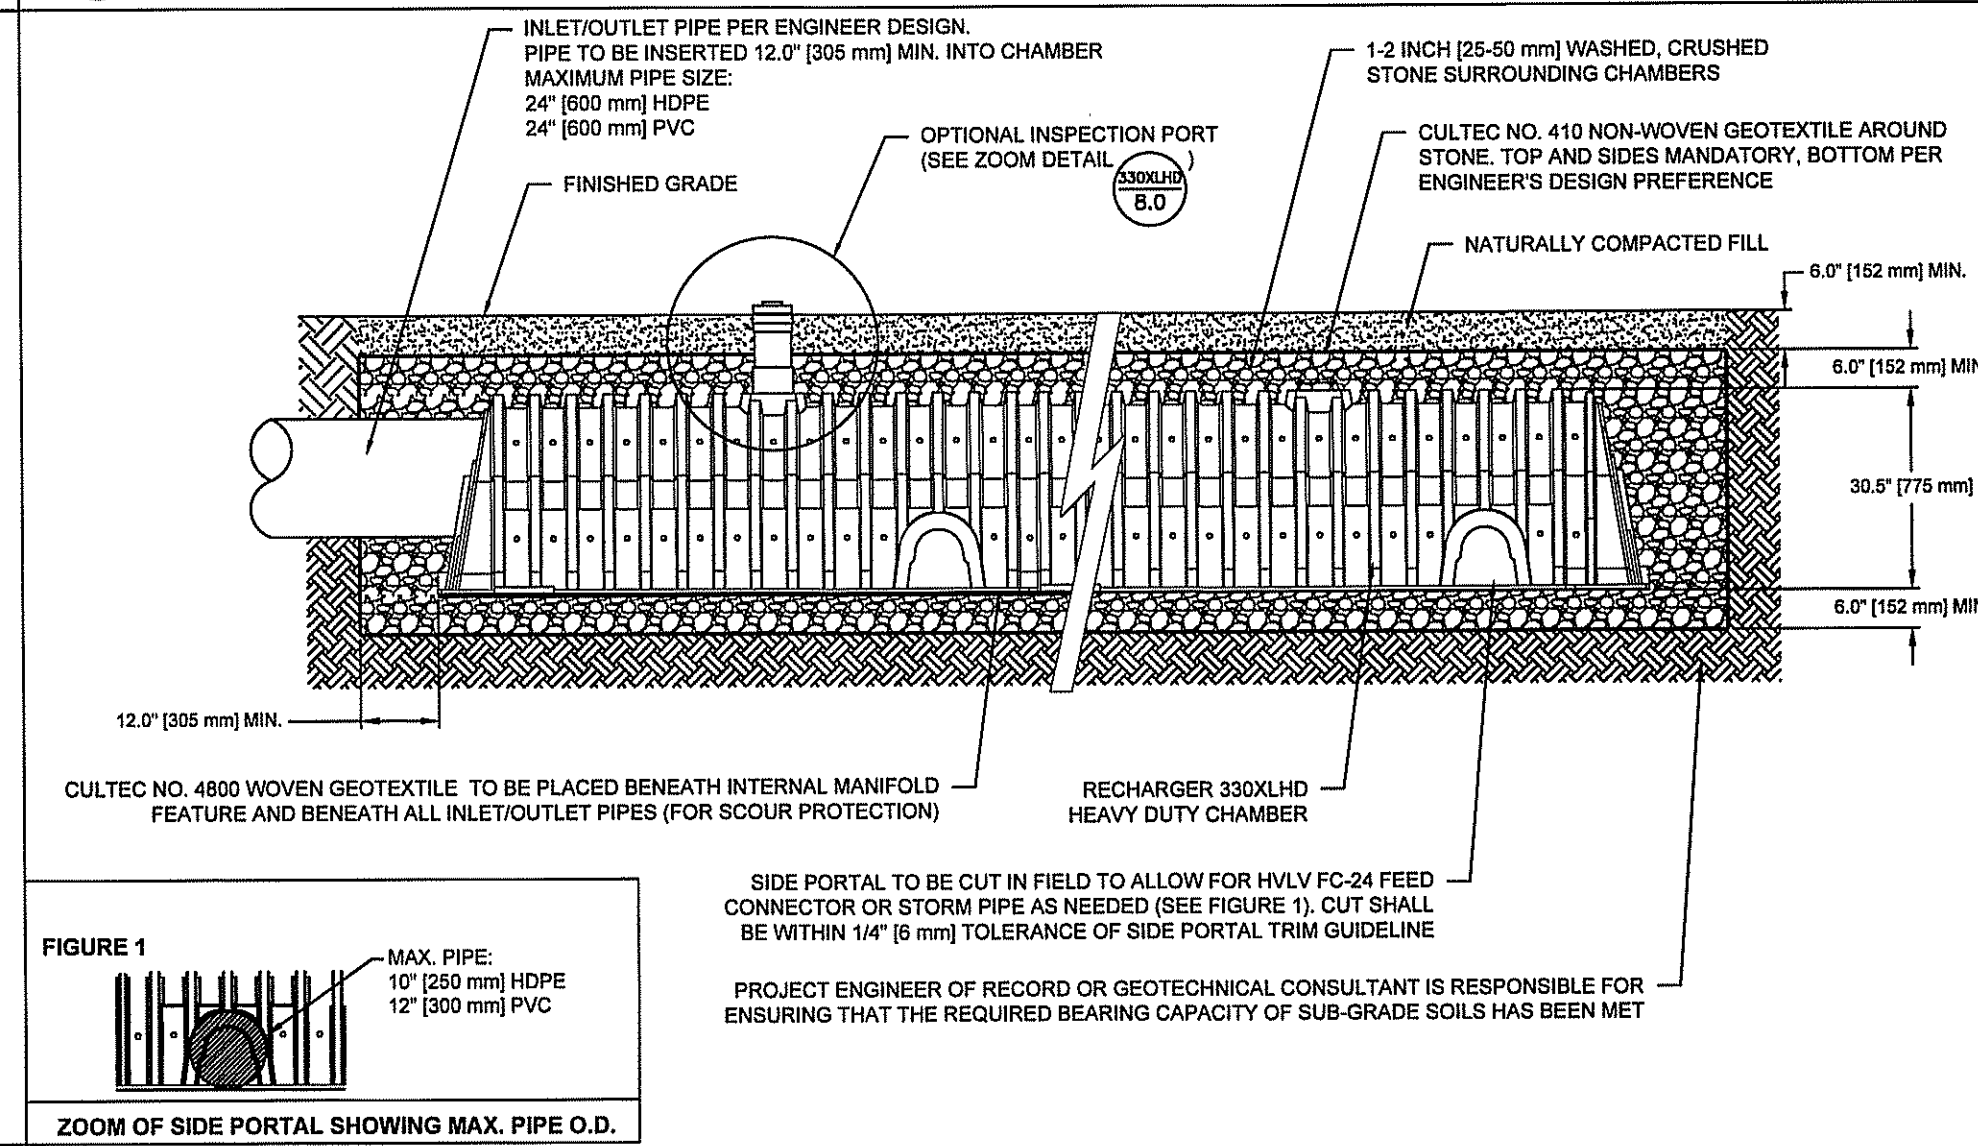 INLET/OUTLET PIPE PER ENGINEER DESIGN.
PIPE TO BE INSERTED 12.0" [305 mm] MIN. INTO CHAMBER
MAXIMUM PIPE SIZE:
24" [600 mm] HDPE
24" [600 mm] PVC
1-2 INCH [25-50 mm] WASHED, CRUSHED
STONE SURROUNDING CHAMBERS
OPTIONAL INSPECTION PORT
(SEE ZOOM DETAIL )
330XLHD
8.0
CULTEC NO. 410 NON-WOVEN GEOTEXTILE AROUND
STONE. TOP AND SIDES MANDATORY, BOTTOM PER
ENGINEER'S DESIGN PREFERENCE
FINISHED GRADE
NATURALLY COMPACTED FILL
6.0" [152 mm] MIN.
6.0" [152 mm] MIN
30.5" [775 mm]
6.0" [152 mm] MIN
12.0" [305 mm] MIN.
CULTEC NO. 4800 WOVEN GEOTEXTILE TO BE PLACED BENEATH INTERNAL MANIFOLD
FEATURE AND BENEATH ALL INLET/OUTLET PIPES (FOR SCOUR PROTECTION)
RECHARGER 330XLHD
HEAVY DUTY CHAMBER
SIDE PORTAL TO BE CUT IN FIELD TO ALLOW FOR HVLV FC-24 FEED
CONNECTOR OR STORM PIPE AS NEEDED (SEE FIGURE 1). CUT SHALL
BE WITHIN 1/4" [6 mm] TOLERANCE OF SIDE PORTAL TRIM GUIDELINE
PROJECT ENGINEER OF RECORD OR GEOTECHNICAL CONSULTANT IS RESPONSIBLE FOR
ENSURING THAT THE REQUIRED BEARING CAPACITY OF SUB-GRADE SOILS HAS BEEN MET
FIGURE 1
MAX. PIPE:
10" [250 mm] HDPE
12" [300 mm] PVC
ZOOM OF SIDE PORTAL SHOWING MAX. PIPE O.D.